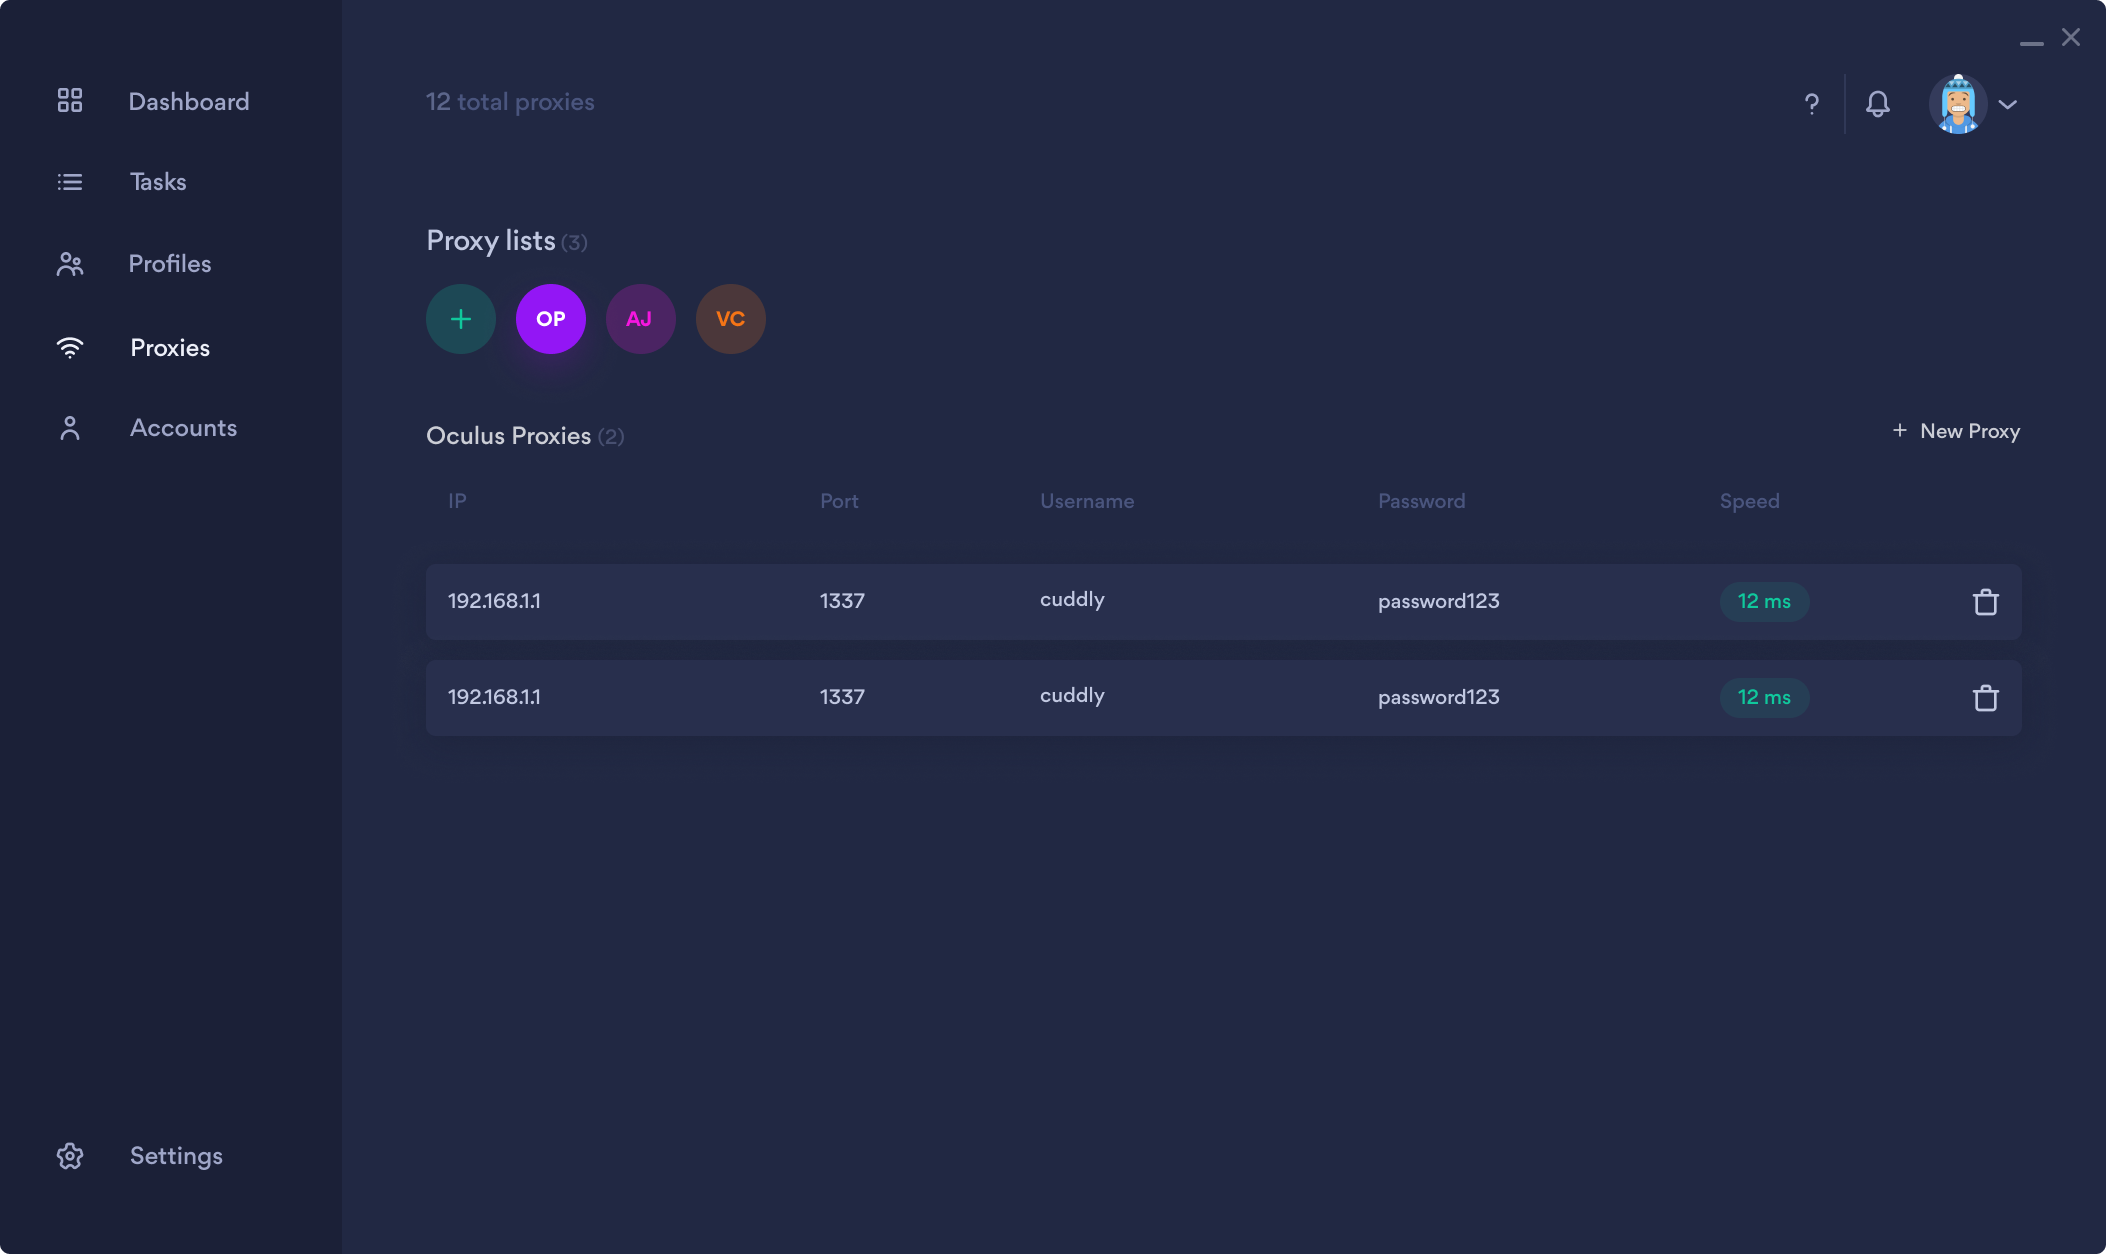 Dashboard
Tasks
Profiles
Proxies
Accounts
Settings
12 total proxies
?
Proxy lists (3)
+ OP AJ VC
Oculus Proxies (2)
+ New Proxy
IP Port Username Password Speed
192.168.1.1 1337 cuddly password123 12 ms
192.168.1.1 1337 cuddly password123 12 ms